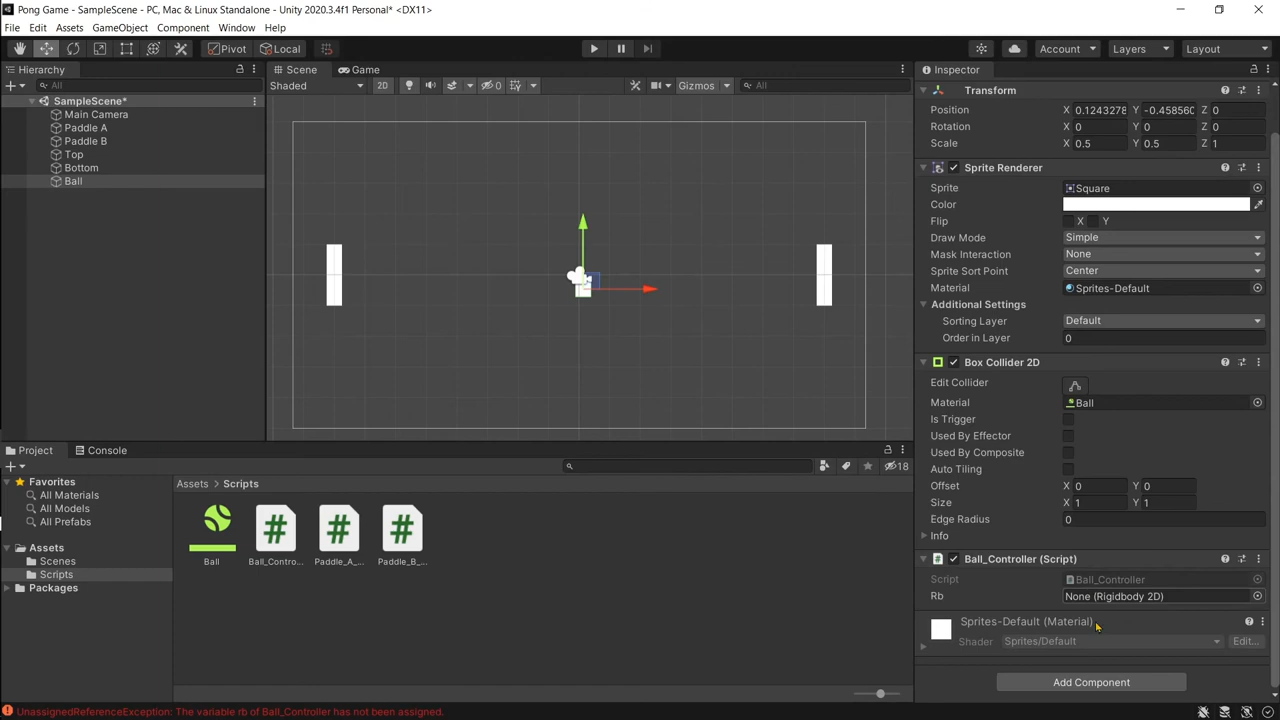 Pong Game - SampleScene - PC, Mac & Linux Standalone - Unity 2020.3.4f1 Personal* <DX11>
File Edit Assets GameObject Component Window Help
Pivot Local Account Layers Layout
Hierarchy
All
SampleScene*
Main Camera
Paddle A
Paddle B
Top
Bottom
Ball
Scene Game
Shaded 2D 0 Gizmos All
Inspector
Transform
Position X 0.1243278 Y -0.458560 Z 0
Rotation X 0 Y 0 Z 0
Scale X 0.5 Y 0.5 Z 1
Sprite Renderer
Sprite Square
Color
Flip X Y
Draw Mode Simple
Mask Interaction None
Sprite Sort Point Center
Material Sprites-Default
Additional Settings
Sorting Layer Default
Order in Layer 0
Box Collider 2D
Edit Collider
Material Ball
Is Trigger
Used By Effector
Used By Composite
Auto Tiling
Offset X 0 Y 0
Size X 1 Y 1
Edge Radius 0
Info
Ball_Controller (Script)
Script Ball_Controller
Rb None (Rigidbody 2D)
Sprites-Default (Material)
Shader Sprites/Default Edit...
Add Component
Project Console
18
Favorites
All Materials
All Models
All Prefabs
Assets
Scenes
Scripts
Packages
Assets > Scripts
Ball Ball_Contro... Paddle_A_... Paddle_B_...
UnassignedReferenceException: The variable rb of Ball_Controller has not been assigned.